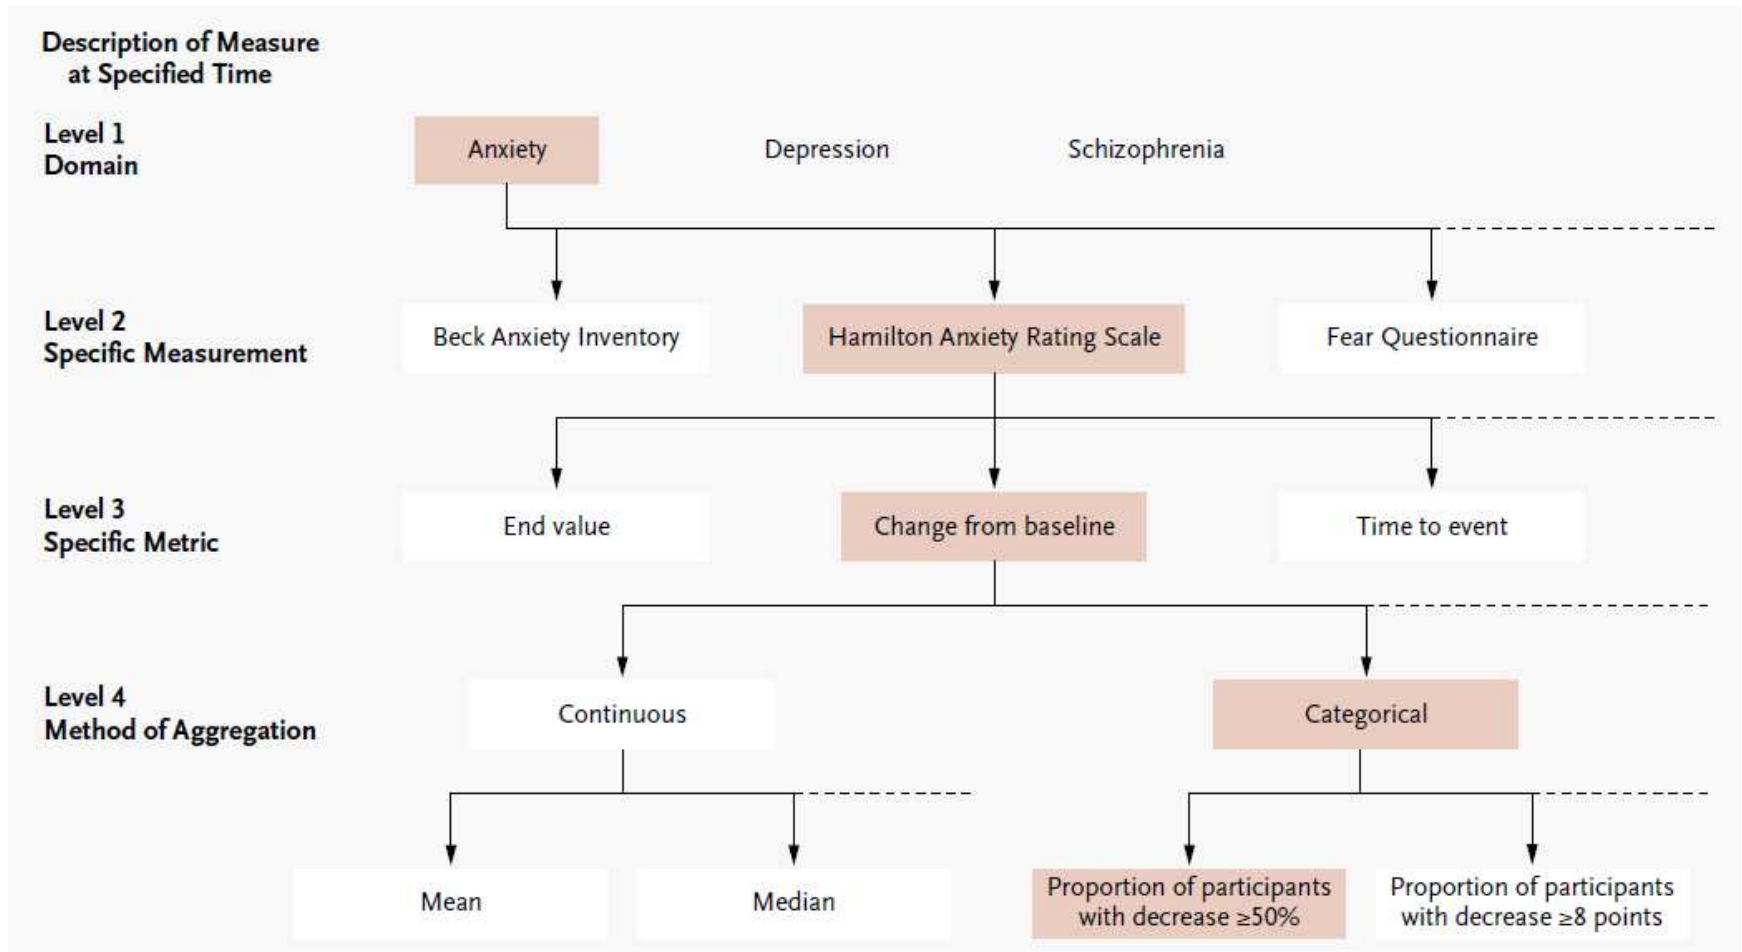 Description of Measure
at Specified Time
Level 1
Domain
Anxiety
Depression
Schizophrenia
Level 2
Specific Measurement
Beck Anxiety Inventory
Hamilton Anxiety Rating Scale
Fear Questionnaire
Level 3
Specific Metric
End value
Change from baseline
Time to event
Level 4
Method of Aggregation
Continuous
Categorical
Mean
Median
Proportion of participants
with decrease ≥50%
Proportion of participants
with decrease ≥8 points